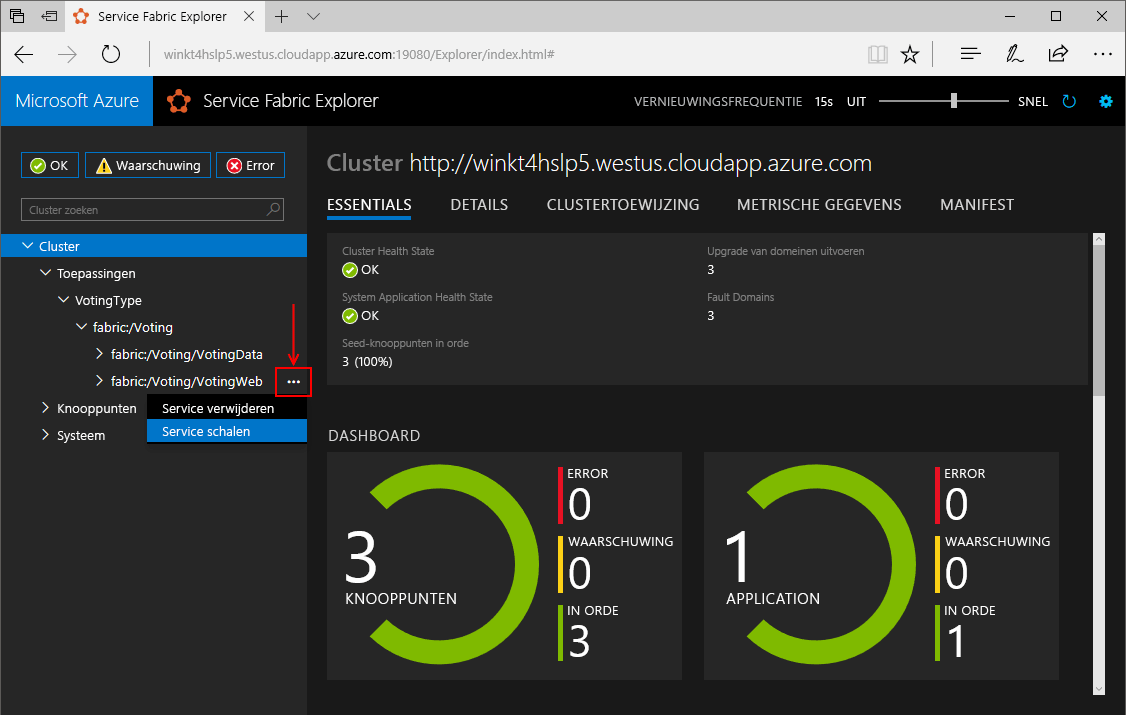 Service Fabric Explorer
winkt4hslp5.westus.cloudapp.azure.com:19080/Explorer/index.html#
Microsoft Azure
Service Fabric Explorer
VERNIEUWINGSFREQUENTIE 15s UIT SNEL
OK
Waarschuwing
Error
Cluster zoeken
Cluster
Toepassingen
VotingType
fabric:/Voting
fabric:/Voting/VotingData
fabric:/Voting/VotingWeb
Service verwijderen
Service schalen
Knooppunten
Systeem
Cluster http://winkt4hslp5.westus.cloudapp.azure.com
ESSENTIALS DETAILS CLUSTERTOEWIJZING METRISCHE GEGEVENS MANIFEST
Cluster Health State
OK
System Application Health State
OK
Seed-knooppunten in orde
3 (100%)
Upgrade van domeinen uitvoeren
3
Fault Domains
3
DASHBOARD
3
KNOOPPUNTEN
ERROR
0
WAARSCHUWING
0
IN ORDE
3
1
APPLICATION
ERROR
0
WAARSCHUWING
0
IN ORDE
1